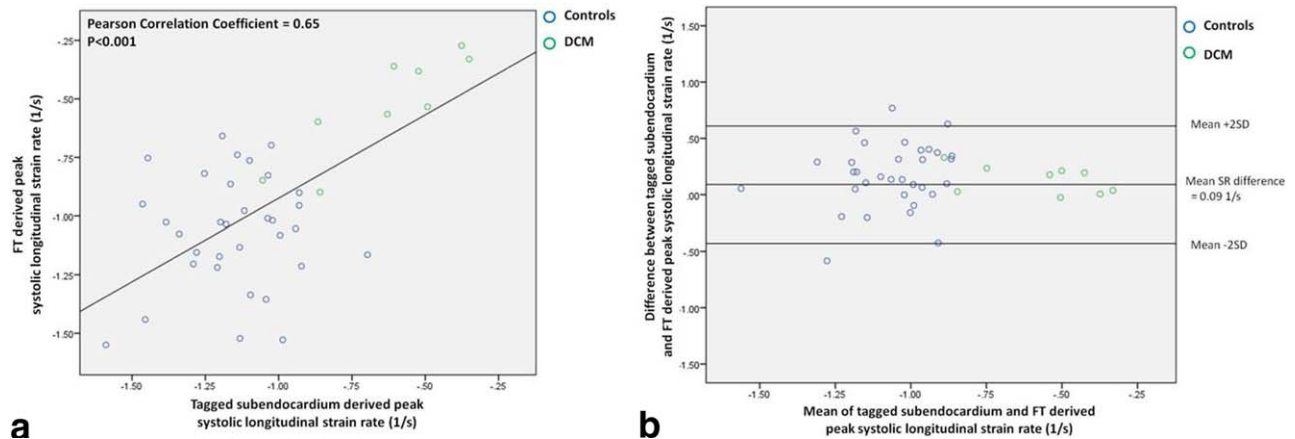 Pearson Correlation Coefficient = 0.65
P<0.001
Controls
DCM
FT derived peak
systolic longitudinal strain rate (1/s)
-.25
-.50
-.75
-1.00
-1.25
-1.50
-1.50
-1.25
-1.00
-.75
-.50
-.25
Tagged subendocardium derived peak
systolic longitudinal strain rate (1/s)
a
Difference between tagged subendocardium
and FT derived peak systolic longitudinal strain rate (1/s)
1.50
1.00
.50
.00
-.50
-1.00
-1.50
Controls
DCM
Mean +2SD
Mean SR difference
= 0.09 1/s
Mean -2SD
-1.50
-1.25
-1.00
-.75
-.50
-.25
Mean of tagged subendocardium and FT derived
peak systolic longitudinal strain rate (1/s)
b